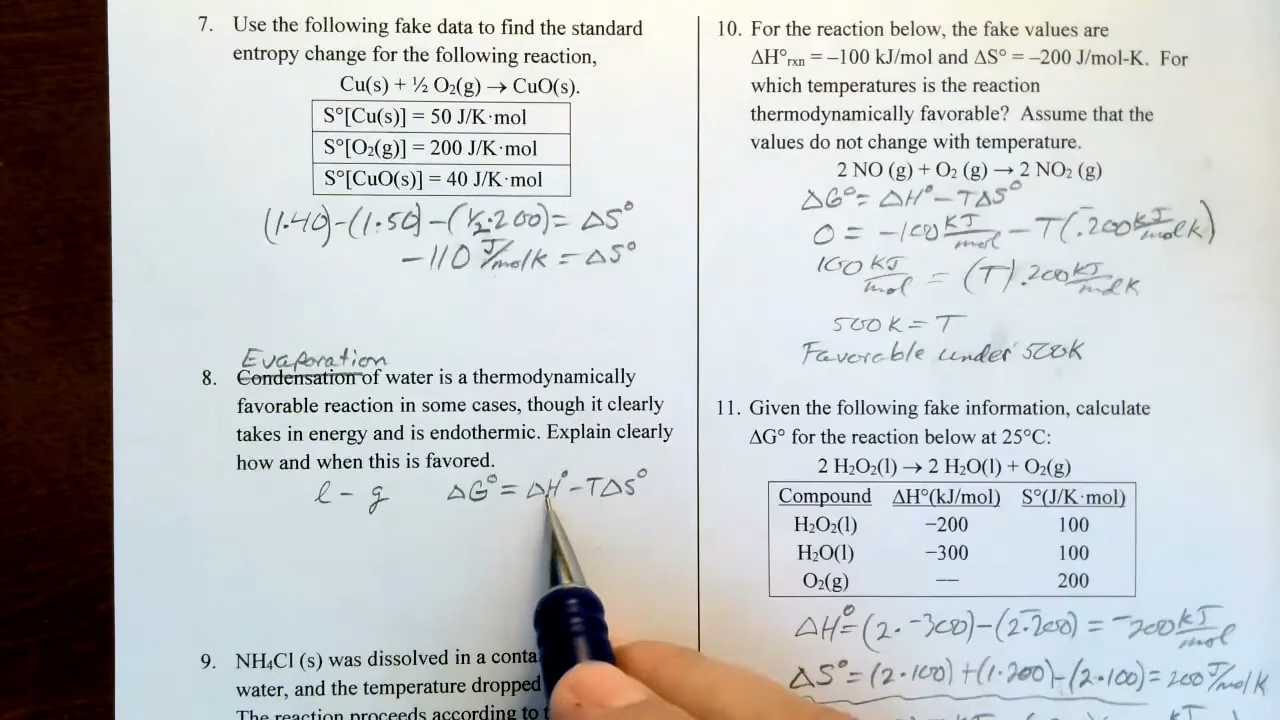 7. Use the following fake data to find the standard
entropy change for the following reaction,
Cu(s) + ½ O₂(g) → CuO(s).
S°[Cu(s)] = 50 J/K·mol
S°[O₂(g)] = 200 J/K·mol
S°[CuO(s)] = 40 J/K·mol
(1·40)-(1·50)-(½·200)= ΔS°
-110 J/molK = ΔS°
Evaporation
8. Condensation of water is a thermodynamically
favorable reaction in some cases, though it clearly
takes in energy and is endothermic. Explain clearly
how and when this is favored.
l - g ΔG°= ΔH°-TΔS°
9. NH₄Cl (s) was dissolved in a
water, and the temperature dropped
The reaction proceeds according to
10. For the reaction below, the fake values are
ΔH°rxn = –100 kJ/mol and ΔS° = –200 J/mol-K. For
which temperatures is the reaction
thermodynamically favorable? Assume that the
values do not change with temperature.
2 NO (g) + O₂ (g) → 2 NO₂ (g)
ΔG°= ΔH°-TΔS°
0 = -100 kJ/mol - T(-.200 kJ/molK)
100 kJ/mol = (T).200 kJ/molK
500K = T
Favorable under 500K
11. Given the following fake information, calculate
ΔG° for the reaction below at 25°C:
2 H₂O₂(l) → 2 H₂O(l) + O₂(g)
Compound ΔH°(kJ/mol) S°(J/K·mol)
H₂O₂(l) −200 100
H₂O(l) −300 100
O₂(g) — 200
ΔH°=(2·-300)-(2·-200) = -200 kJ/mol
ΔS°=(2·100)+(1·200)-(2·100)= 200 J/molK